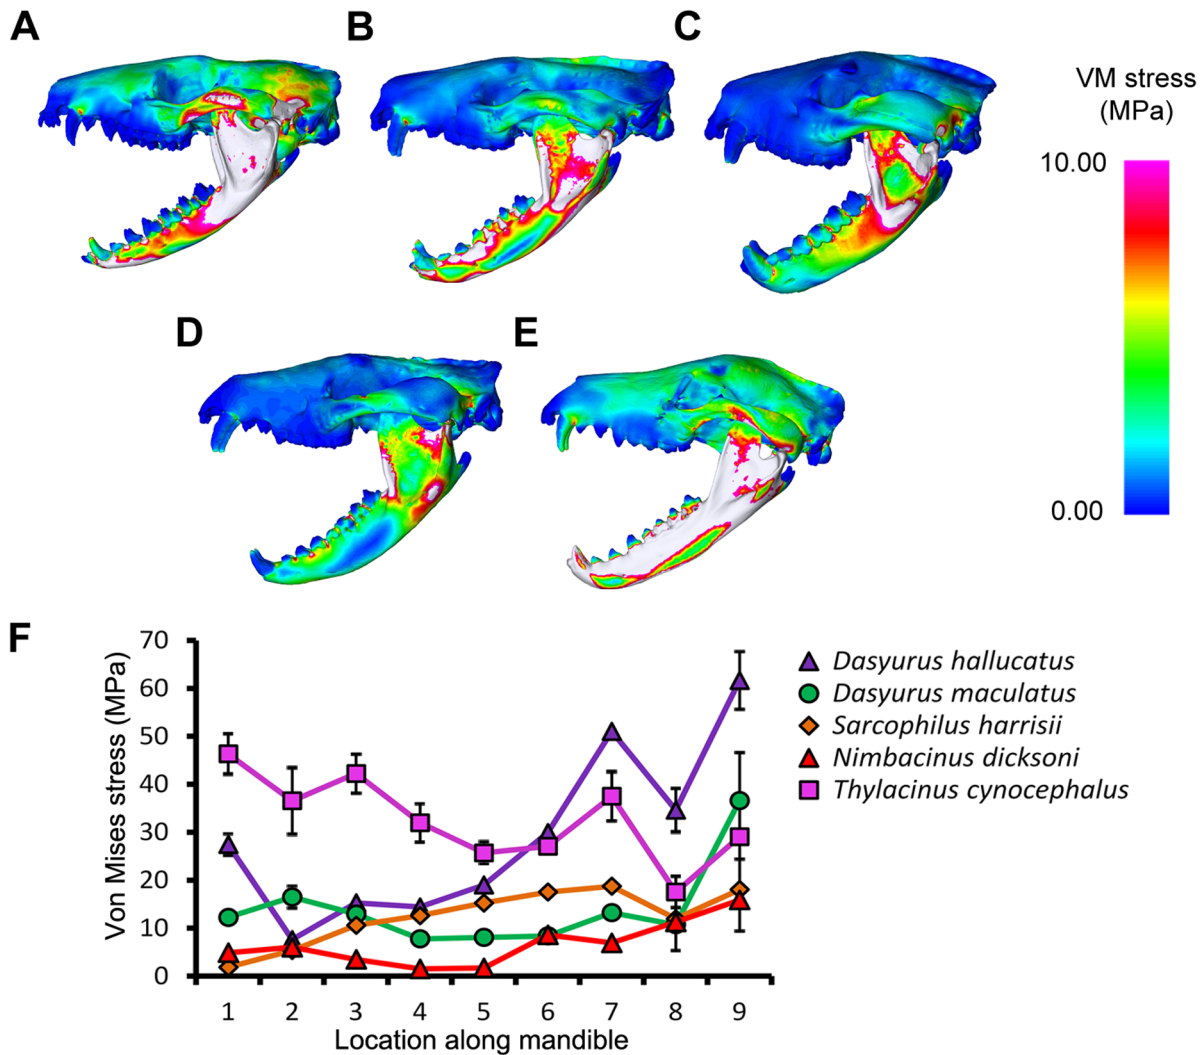 A
B
C
VM stress
(MPa)
10.00
0.00
D
E
F
Von Mises stress (MPa)
70
60
50
40
30
20
10
0
1 2 3 4 5 6 7 8 9
Location along mandible
Dasyurus hallucatus
Dasyurus maculatus
Sarcophilus harrisii
Nimbacinus dicksoni
Thylacinus cynocephalus